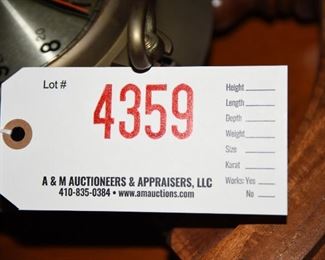 8
Lot #
4359
Height
Length
Depth
Weight
Size
Karat
Works: Yes
No
A & M AUCTIONEERS & APPRAISERS, LLC
410-835-0384 • www.amauctions.com